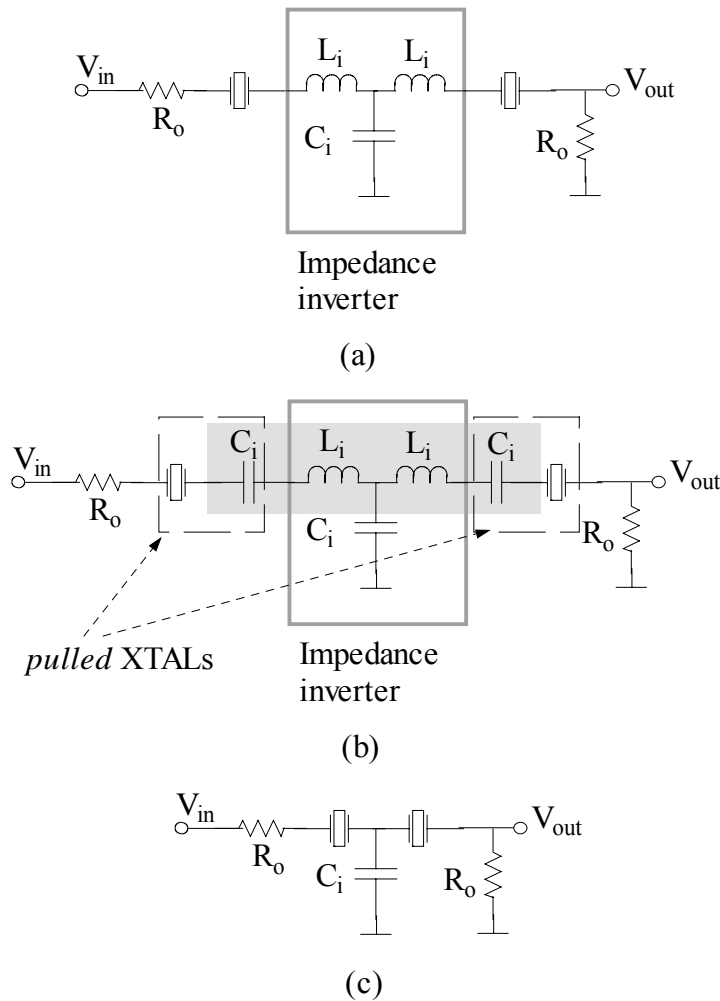 L_i L_i
V_in V_out
R_o C_i R_o
Impedance
inverter
(a)
C_i L_i L_i C_i
V_in V_out
R_o C_i R_o
pulled XTALs
Impedance
inverter
(b)
V_in V_out
R_o C_i R_o
(c)